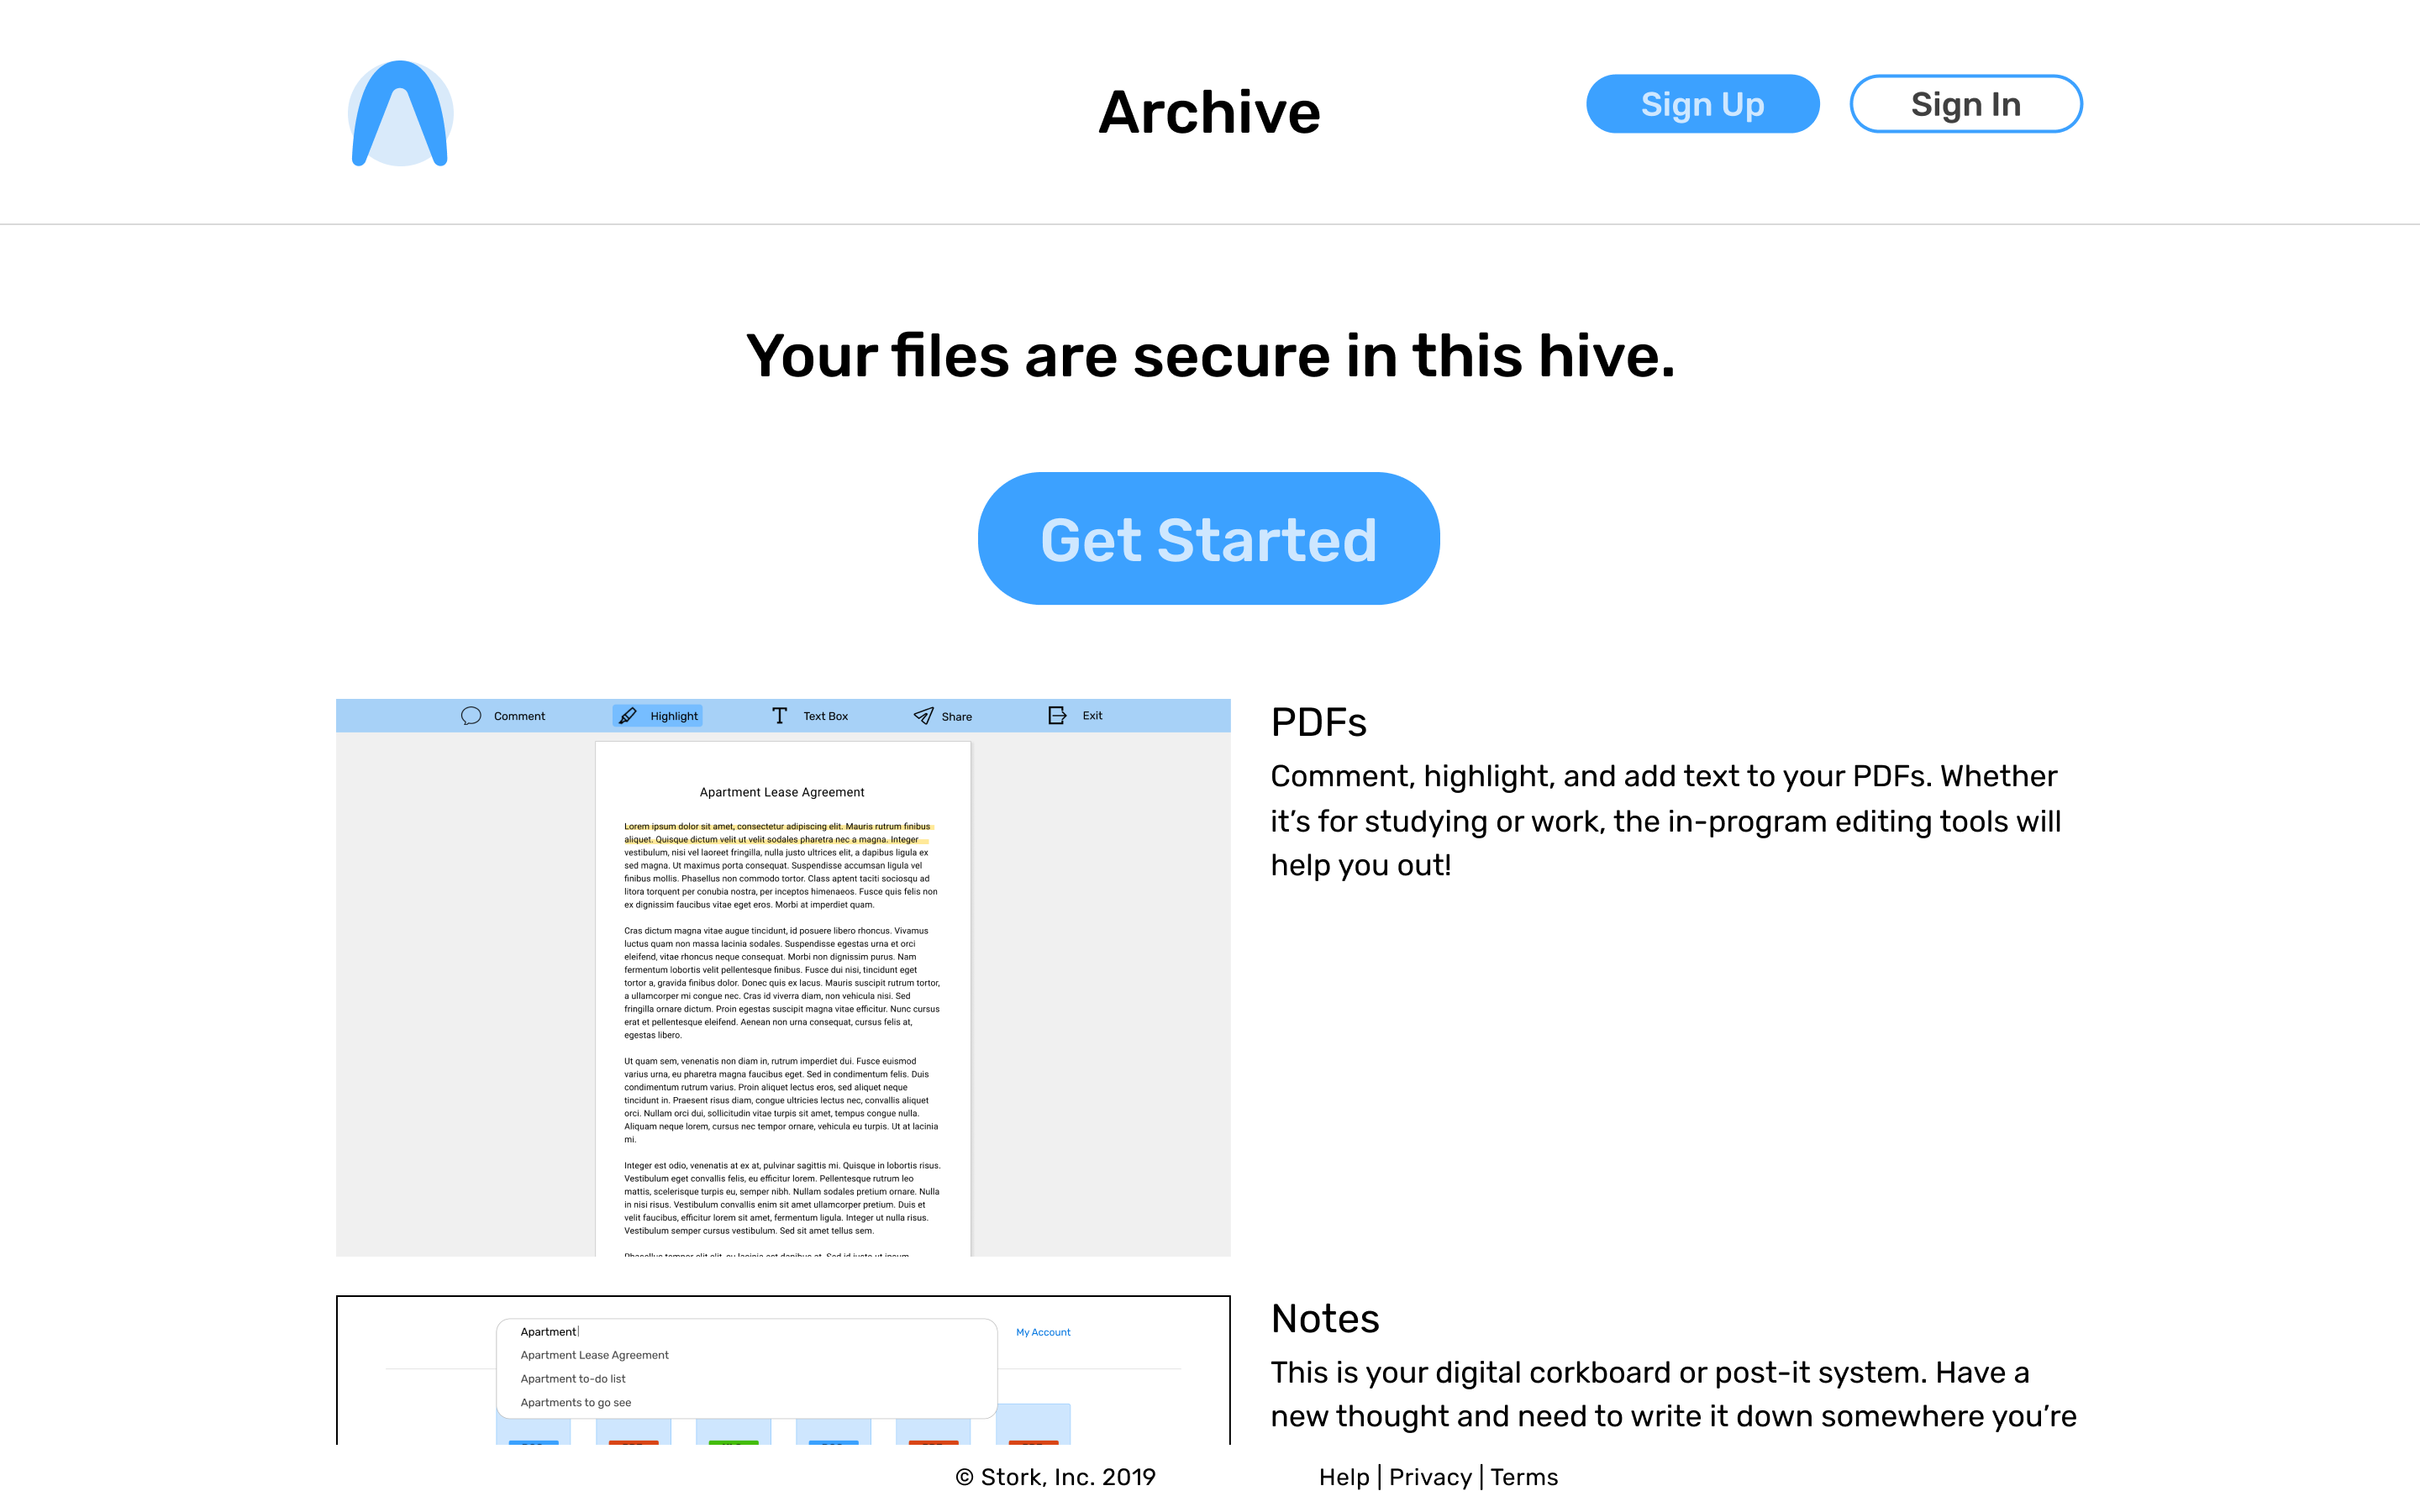 Archive
Sign Up
Sign In
Your files are secure in this hive.
Get Started
Comment
Highlight
Text Box
Share
Exit
Apartment Lease Agreement
Lorem ipsum dolor sit amet, consectetur adipiscing elit. Mauris rutrum finibus
aliquet. Quisque dictum velit ut velit sodales pharetra nec a magna. Integer
vestibulum, nisi vel laoreet fringilla, nulla justo ultrices elit, a dapibus ligula ex
sed magna. Ut maximus porta consequat. Suspendisse accumsan ligula vel
finibus mollis. Phasellus non commodo tortor. Class aptent taciti sociosqu ad
litora torquent per conubia nostra, per inceptos himenaeos. Fusce quis felis non
ex dignissim faucibus vitae eget eros. Morbi at imperdiet quam.
Cras dictum magna vitae augue tincidunt, id posuere libero rhoncus. Vivamus
luctus quam non massa lacinia sodales. Suspendisse egestas urna et orci
eleifend, vitae rhoncus neque consequat. Morbi non dignissim purus. Nam
fermentum lobortis velit pellentesque finibus. Fusce dui nisi, tincidunt eget
tortor a, gravida finibus dolor. Donec quis ex lacus. Mauris suscipit rutrum tortor,
a ullamcorper mi congue nec. Cras id viverra diam, non vehicula nisi. Sed
fringilla ornare dictum. Proin egestas suscipit magna vitae efficitur. Nunc cursus
erat et pellentesque eleifend. Aenean non urna consequat, cursus felis at,
egestas libero.
Ut quam sem, venenatis non diam in, rutrum imperdiet dui. Fusce euismod
varius urna, eu pharetra magna faucibus eget. Sed in condimentum felis. Duis
condimentum rutrum varius. Proin aliquet lectus eros, sed aliquet neque
tincidunt in. Praesent risus diam, congue ultricies lectus nec, convallis aliquet
orci. Nullam orci dui, sollicitudin vitae turpis sit amet, tempus congue nulla.
Aliquam neque lorem, cursus nec tempor ornare, vehicula eu turpis. Ut at lacinia
mi.
Integer est odio, venenatis at ex at, pulvinar sagittis mi. Quisque in lobortis risus.
Vestibulum eget convallis felis, eu efficitur lorem. Pellentesque rutrum leo
mattis, scelerisque turpis eu, semper nibh. Nullam sodales pretium ornare. Nulla
in nisi risus. Vestibulum convallis enim sit amet ullamcorper pretium. Duis et
velit faucibus, efficitur lorem sit amet, fermentum ligula. Integer ut nulla risus.
Vestibulum semper cursus vestibulum. Sed sit amet tellus sem.
PDFs
Comment, highlight, and add text to your PDFs. Whether
it’s for studying or work, the in-program editing tools will
help you out!
Apartment
My Account
Apartment Lease Agreement
Apartment to-do list
Apartments to go see
Notes
This is your digital corkboard or post-it system. Have a
new thought and need to write it down somewhere you’re
© Stork, Inc. 2019
Help | Privacy | Terms